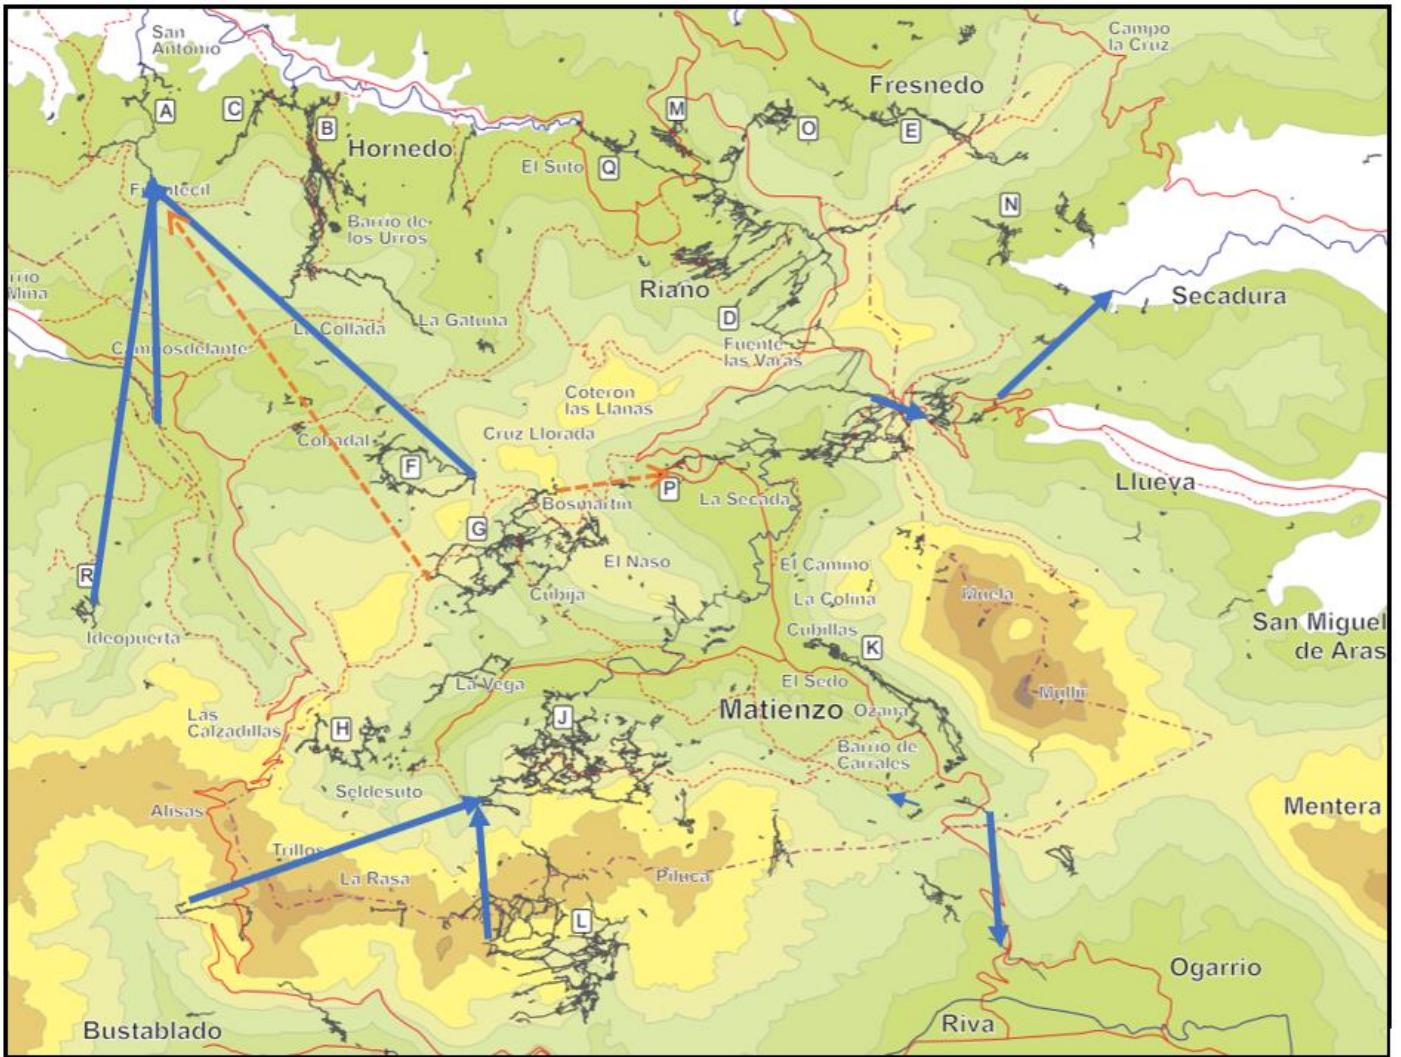 San
Antonio
Campo
la Cruz
Fresnedo
A
C
B
M
O
E
Hornedo
El Suto
Q
N
Barrio de
los Urros
Riaño
Secadura
Mina
La Collada
La Gatuna
D
Fuente
las Varas
Camposdelante
Coteron
las Llanas
Cobadal
Cruz Llorada
F
Llueva
P
La Secada
Bosmartin
G
El Naso
El Camino
R
Cubija
La Colina
Muela
Cubillas
San Miguel
de Aras
Ideopuerta
K
La Vega
El Sedo
Mullir
Las
Calzadillas
H
J
Matienzo
Ozana
Barrio de
Carrales
Seldesuto
Alisas
Mentera
Trillos
La Rasa
Piluca
L
Ogarrio
Bustablado
Riva